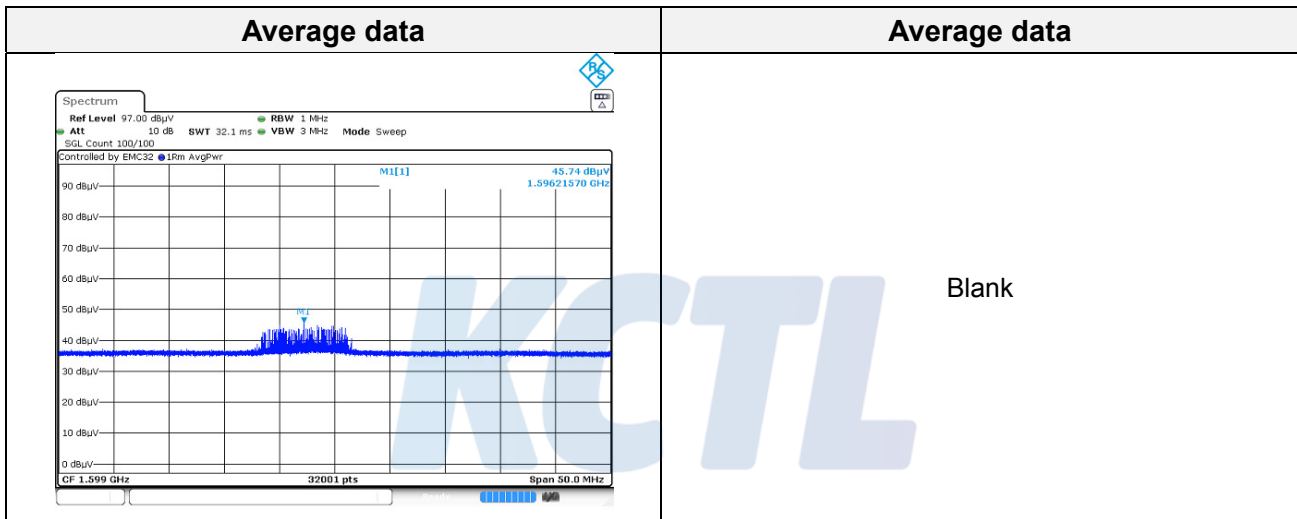 Average data
Average data
R&S
Spectrum
Ref Level 97.00 dBµV RBW 1 MHz
Att 10 dB SWT 32.1 ms VBW 3 MHz Mode Sweep
SGL Count 100/100
Controlled by EMC32 1Rm AvgPwr
M1[1] 45.74 dBµV
1.59621570 GHz
90 dBµV
80 dBµV
70 dBµV
60 dBµV
50 dBµV
M1
40 dBµV
30 dBµV
20 dBµV
10 dBµV
0 dBµV
CF 1.599 GHz 32001 pts Span 50.0 MHz
Ready
Blank
KCTL